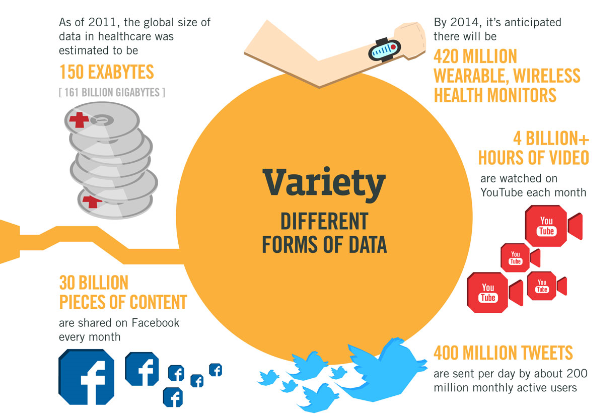 As of 2011, the global size of
data in healthcare was
estimated to be
150 EXABYTES
[ 161 BILLION GIGABYTES ]
By 2014, it's anticipated
there will be
420 MILLION
WEARABLE, WIRELESS
HEALTH MONITORS
4 BILLION+
HOURS OF VIDEO
are watched on
YouTube each month
You
Tube
You
Tube
You
Tube
You
Tube
Variety
DIFFERENT
FORMS OF DATA
30 BILLION
PIECES OF CONTENT
are shared on Facebook
every month
f
f
f
f
f
f
400 MILLION TWEETS
are sent per day by about 200
million monthly active users